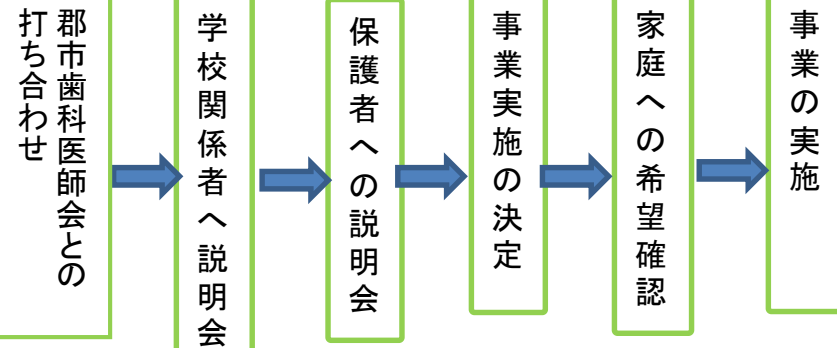 郡市歯科医師会との
打ち合わせ
学校関係者へ説明会
保護者への説明会
事業実施の決定
家庭への希望確認
事業の実施